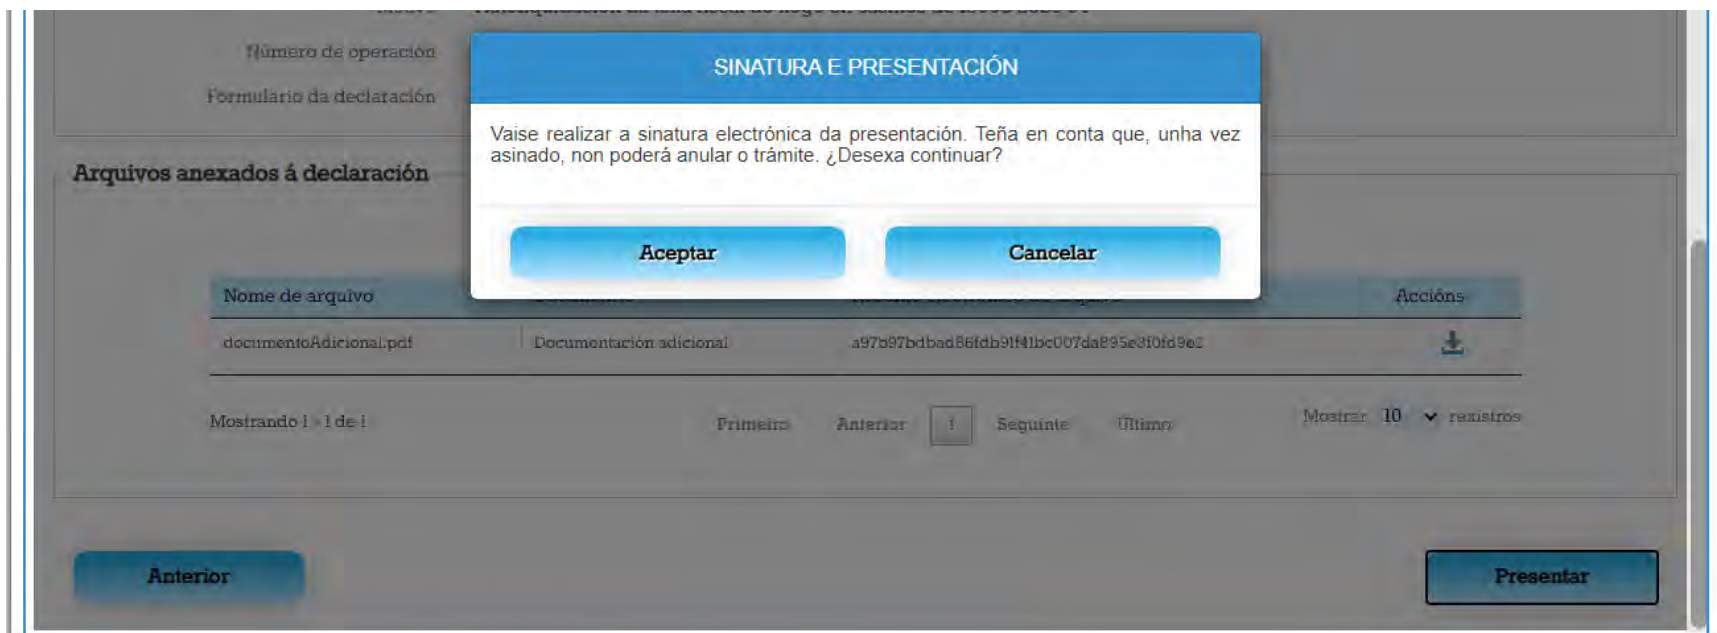 Número de operación
Formulario da declaración
SINATURA E PRESENTACIÓN
Vaise realizar a sinatura electrónica da presentación. Teña en conta que, unha vez
asinado, non poderá anular o trámite. ¿Desexa continuar?
Aceptar Cancelar
Arquivos anexados á declaración
Nome de arquivo Accións
documentoAdicional.pdf Documentación adicional
Mostrando 1 - 1 de 1 Primeiro Anterior 1 Seguinte Último Mostrar 10 rexistros
Anterior Presentar